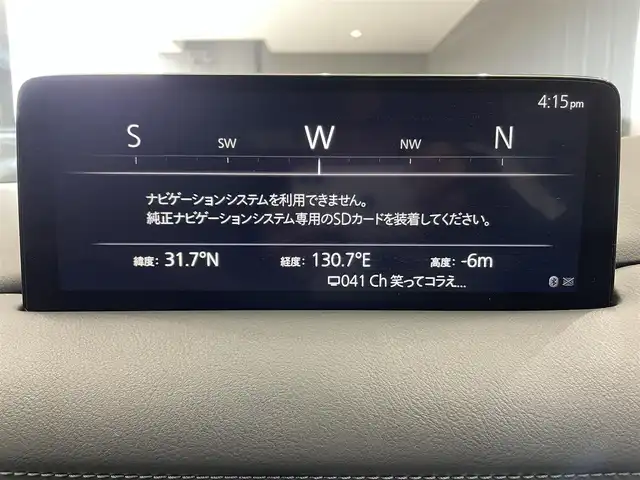 4:15pm
S SW W NW N
ナビゲーションシステムを利用できません。
純正ナビゲーションシステム専用のSDカードを装着してください。
緯度: 31.7°N 経度: 130.7°E 高度: -6m
041 Ch 笑ってコラえ...